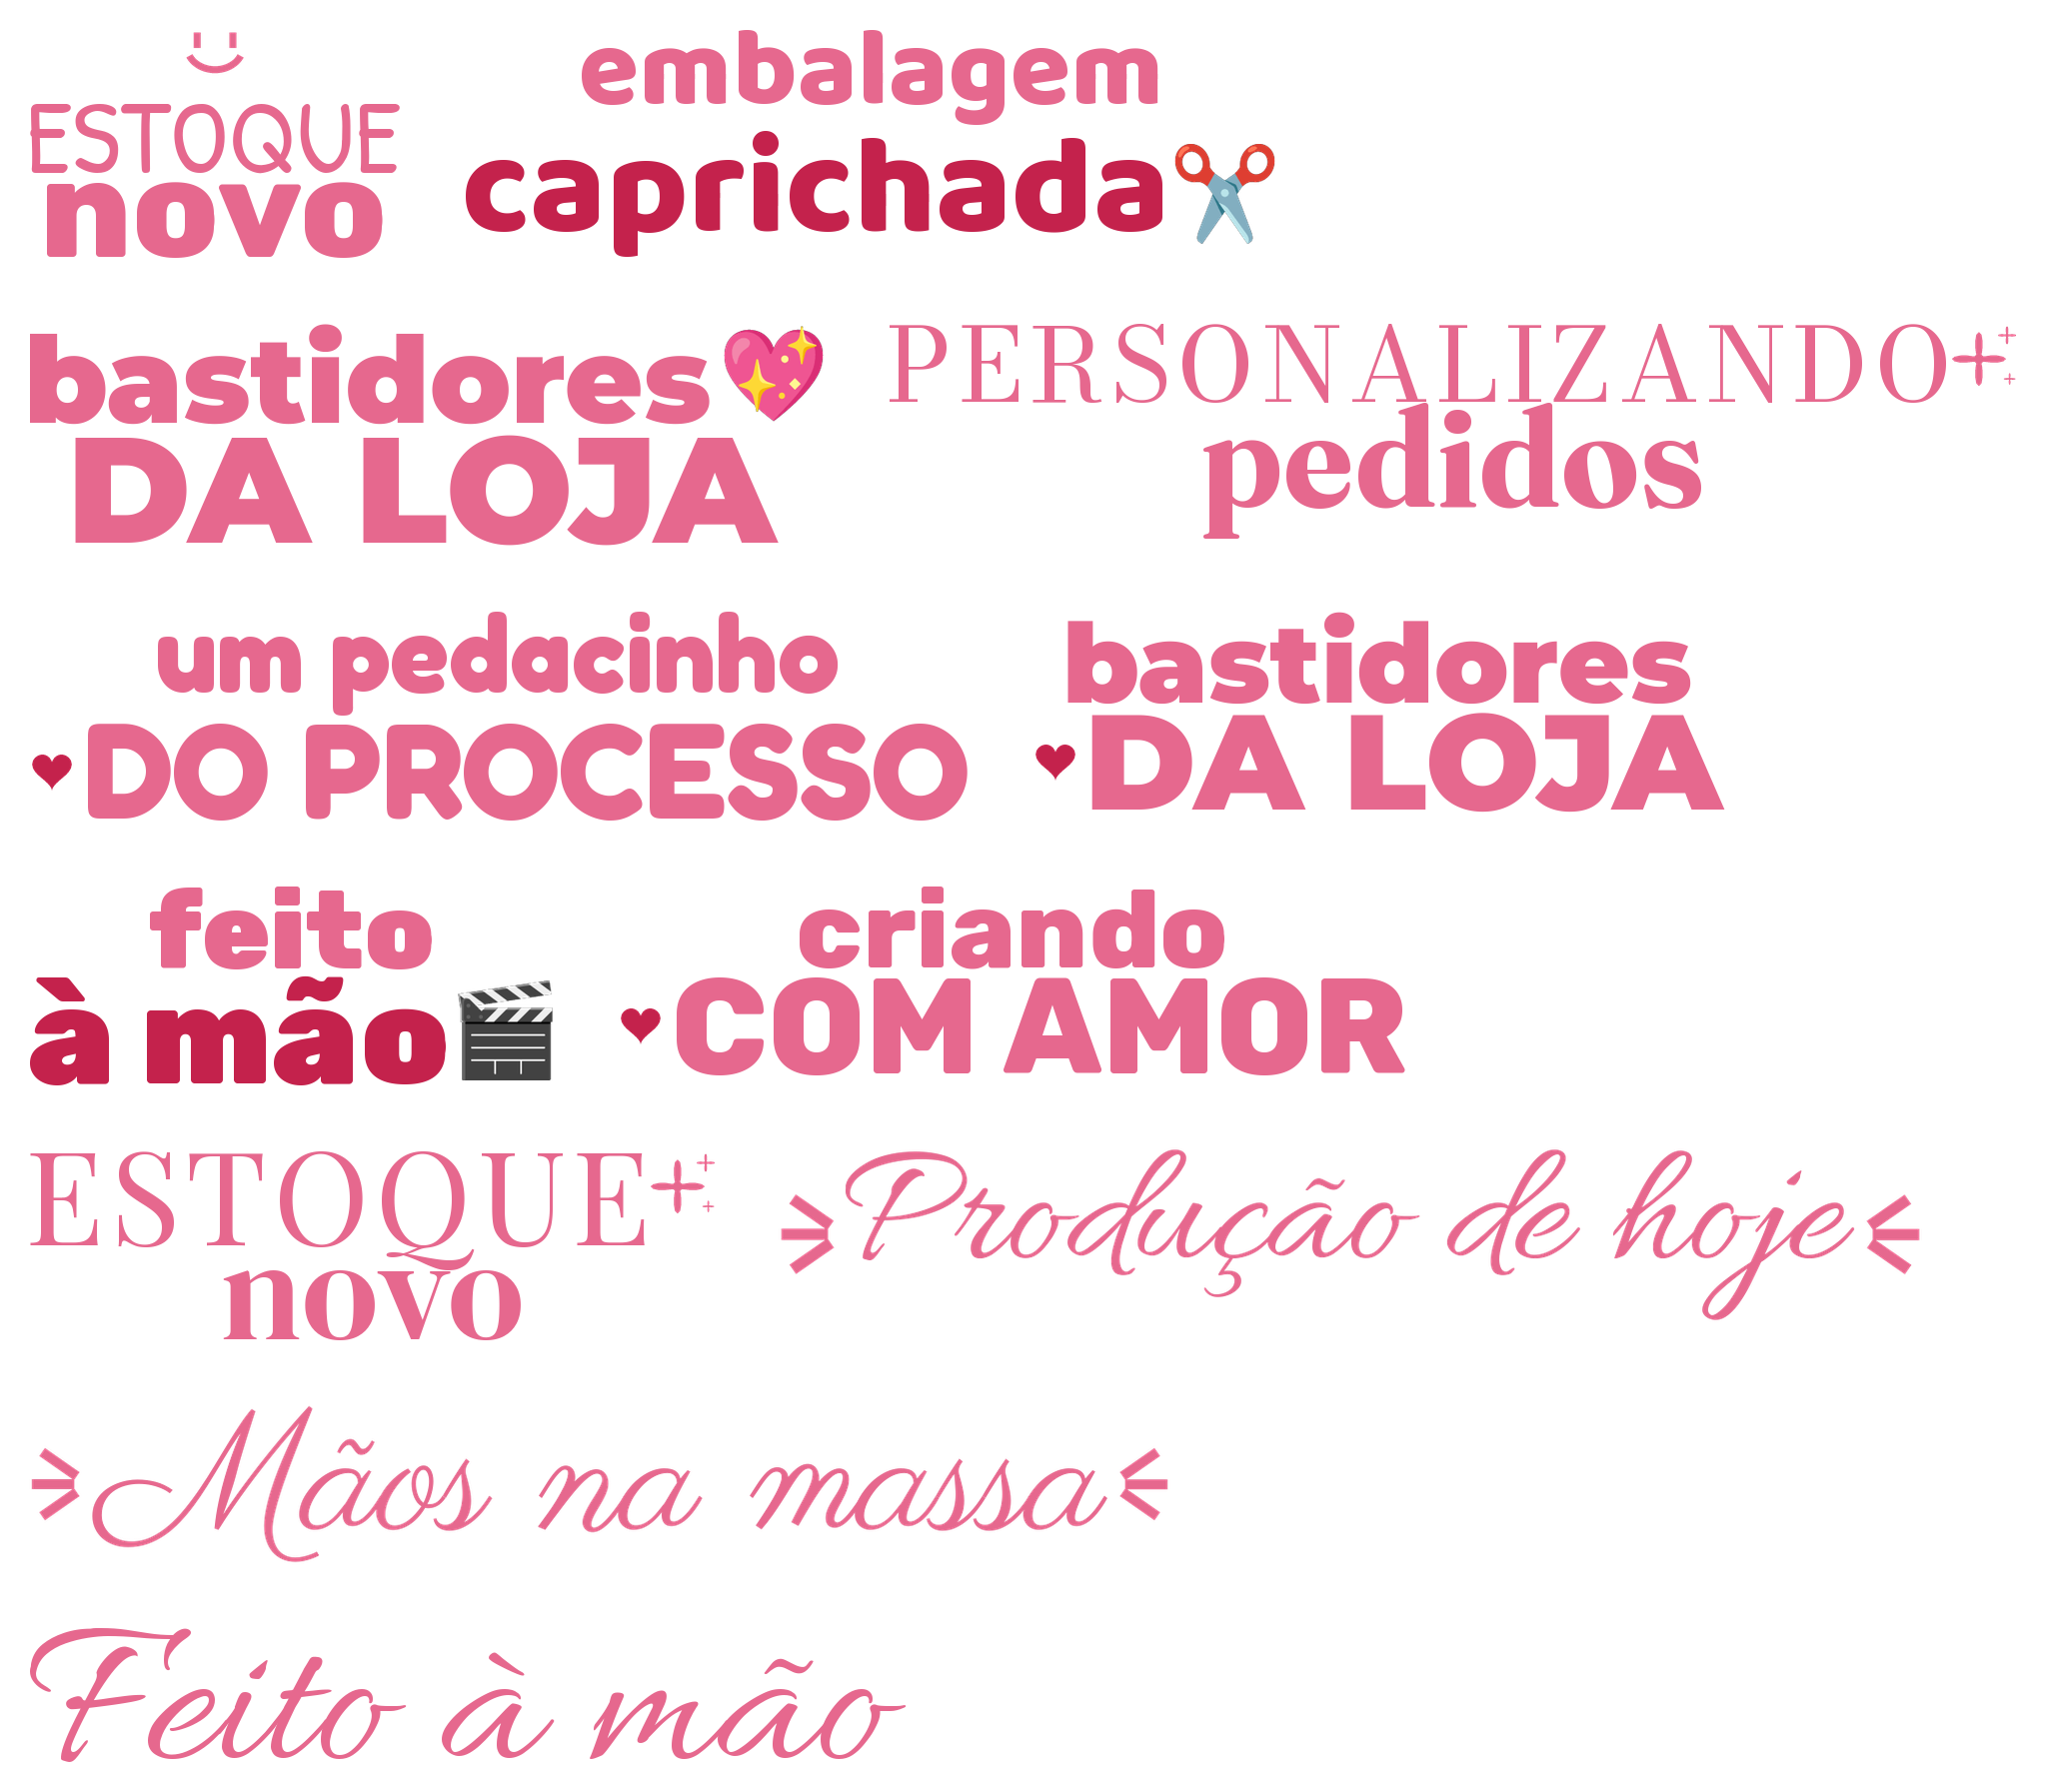 ESTOQUE
novo
embalagem
caprichada
bastidores
DA LOJA
PERSONALIZANDO
pedidos
um pedacinho
DO PROCESSO
bastidores
DA LOJA
feito
à mão
criando
COM AMOR
ESTOQUE
novo
Produção de hoje
Mãos na massa
Feito à mão